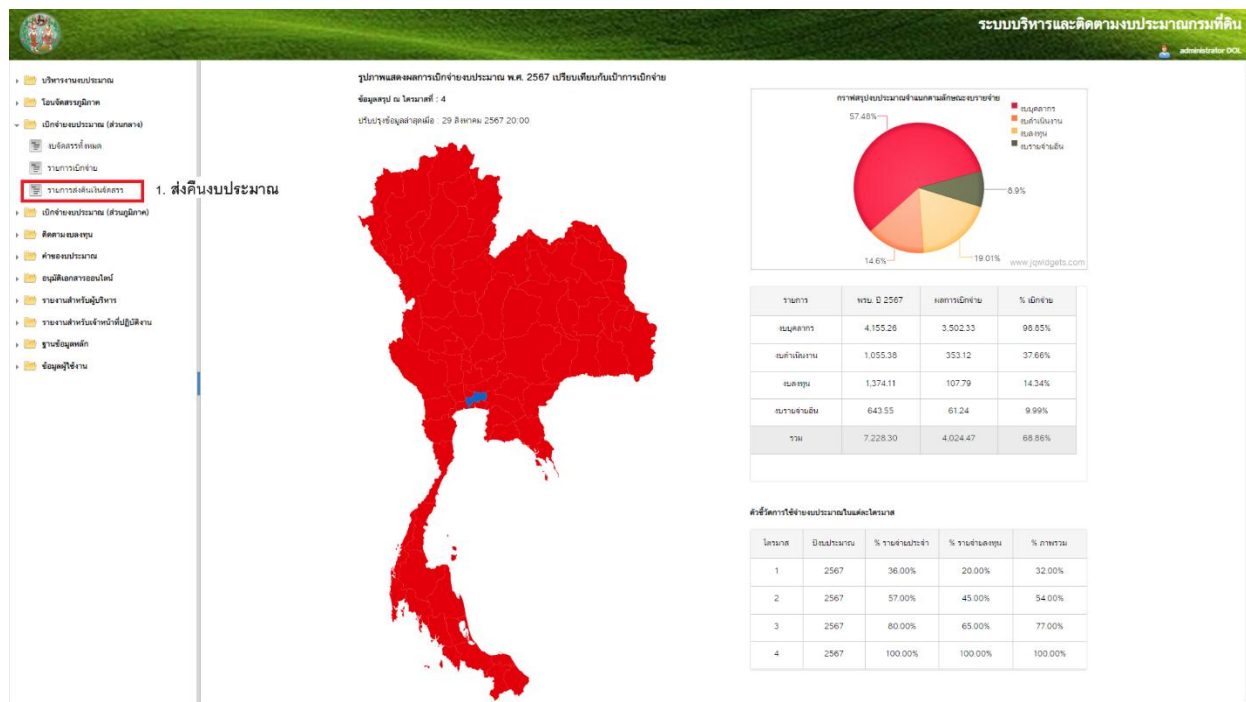 ระบบบริหารและติดตามงบประมาณกรมที่ดิน
administrator DOL
บริหารงานงบประมาณ
โอนจัดสรรภูมิภาค
เบิกจ่ายงบประมาณ (ส่วนกลาง)
งบจัดสรรทั้งหมด
รายการเบิกจ่าย
รายการส่งคืนเงินจัดสรร
1. ส่งคืนงบประมาณ
เบิกจ่ายงบประมาณ (ส่วนภูมิภาค)
ติดตามงบลงทุน
คำของบประมาณ
อนุมัติเอกสารออนไลน์
รายงานสำหรับผู้บริหาร
รายงานสำหรับเจ้าหน้าที่ปฏิบัติงาน
ฐานข้อมูลหลัก
ข้อมูลผู้ใช้งาน
รูปภาพแสดงผลการเบิกจ่ายงบประมาณ พ.ศ. 2567 เปรียบเทียบกับเป้าการเบิกจ่าย
ข้อมูลสรุป ณ ไตรมาสที่ : 4
ปรับปรุงข้อมูลล่าสุดเมื่อ : 29 สิงหาคม 2567 20:00
กราฟสรุปงบประมาณจำแนกตามลักษณะงบรายจ่าย
งบบุคลากร
งบดำเนินงาน
งบลงทุน
งบรายจ่ายอื่น
57.48%
8.9%
14.6%
19.01%
www.jqwidgets.com
รายการ พรบ. ปี 2567 ผลการเบิกจ่าย % เบิกจ่าย
งบบุคลากร 4,155.26 3,502.33 98.85%
งบดำเนินงาน 1,055.38 353.12 37.66%
งบลงทุน 1,374.11 107.79 14.34%
งบรายจ่ายอื่น 643.55 61.24 9.99%
รวม 7,228.30 4,024.47 68.86%
ตัวชี้วัดการใช้จ่ายงบประมาณในแต่ละไตรมาส
ไตรมาส ปีงบประมาณ % รายจ่ายประจำ % รายจ่ายลงทุน % ภาพรวม
1 2567 36.00% 20.00% 32.00%
2 2567 57.00% 45.00% 54.00%
3 2567 80.00% 65.00% 77.00%
4 2567 100.00% 100.00% 100.00%